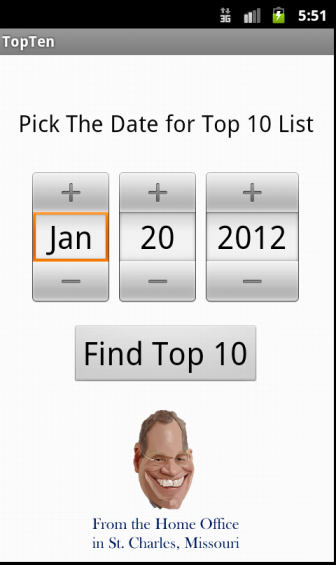 3G 5:51
TopTen
Pick The Date for Top 10 List
+ + +
Jan 20 2012
− − −
Find Top 10
From the Home Office
in St. Charles, Missouri